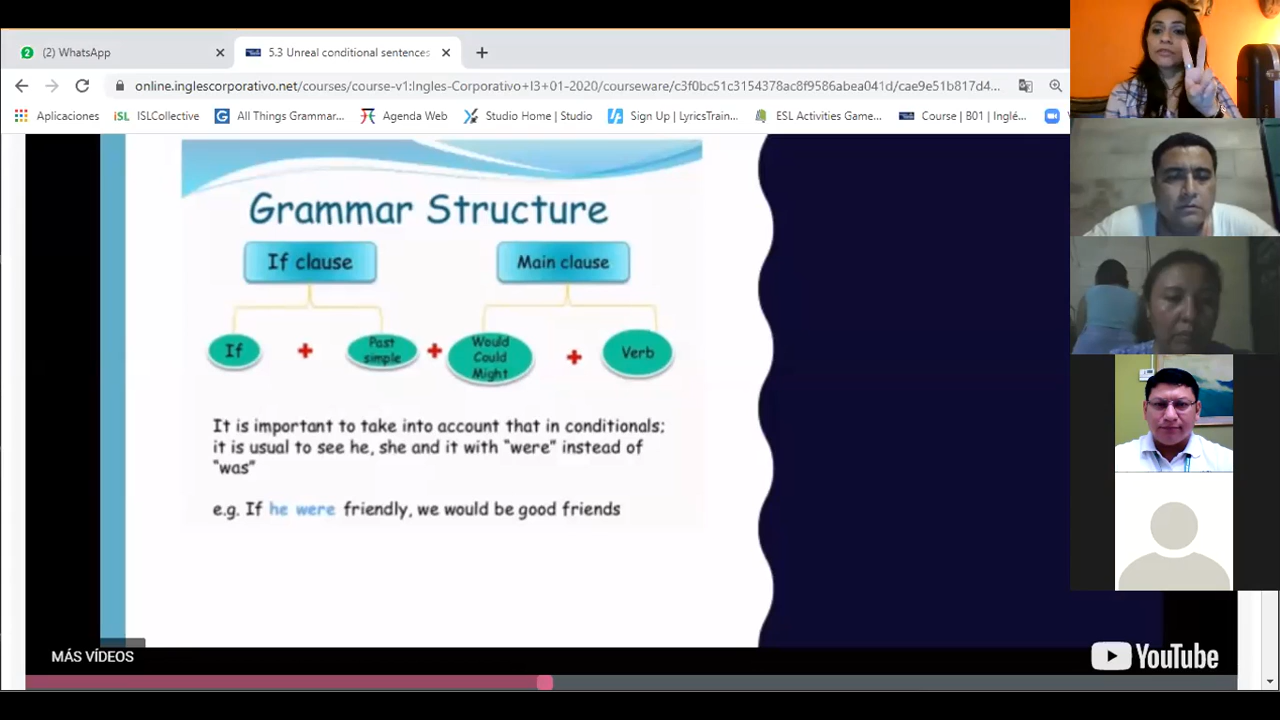 (2) WhatsApp
5.3 Unreal conditional sentences
online.inglescorporativo.net/courses/course-v1:Ingles-Corporativo+I3+01-2020/courseware/c3f0bc51c3154378ac8f9586abea041d/cae9e51b817d4...
Aplicaciones
iSL ISLCollective
G All Things Grammar...
Agenda Web
Studio Home | Studio
Sign Up | LyricsTrain...
ESL Activities Game...
Course | B01 | Inglé...
Grammar Structure
If clause
Main clause
If + Past simple + Would Could Might + Verb
It is important to take into account that in conditionals;
it is usual to see he, she and it with “were” instead of
“was”
e.g. If he were friendly, we would be good friends
MÁS VÍDEOS
YouTube